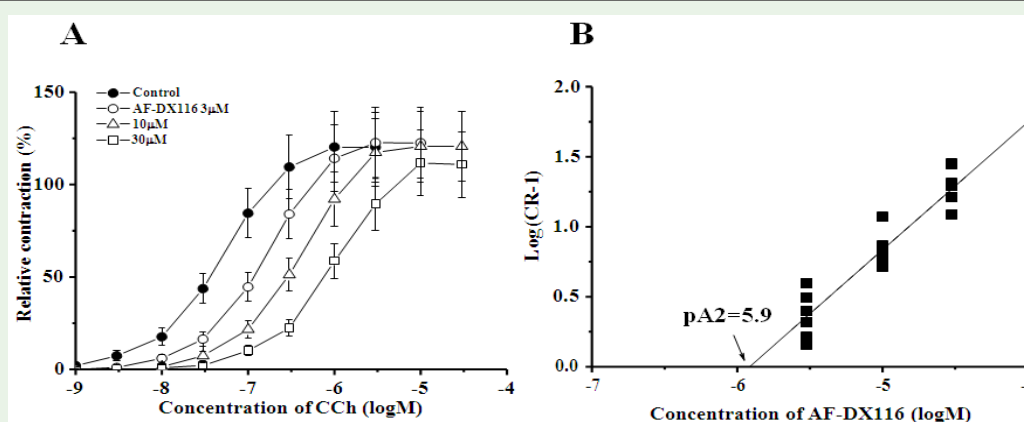 A
150
100
50
0
-9
-8
-7
-6
-5
-4
Relative contraction (%)
Concentration of CCh (logM)
Control
AF-DX116 3μM
10μM
30μM
B
2.0
1.5
1.0
0.5
0.0
-7
-6
-5
Log(CR-1)
pA2=5.9
Concentration of AF-DX116 (logM)